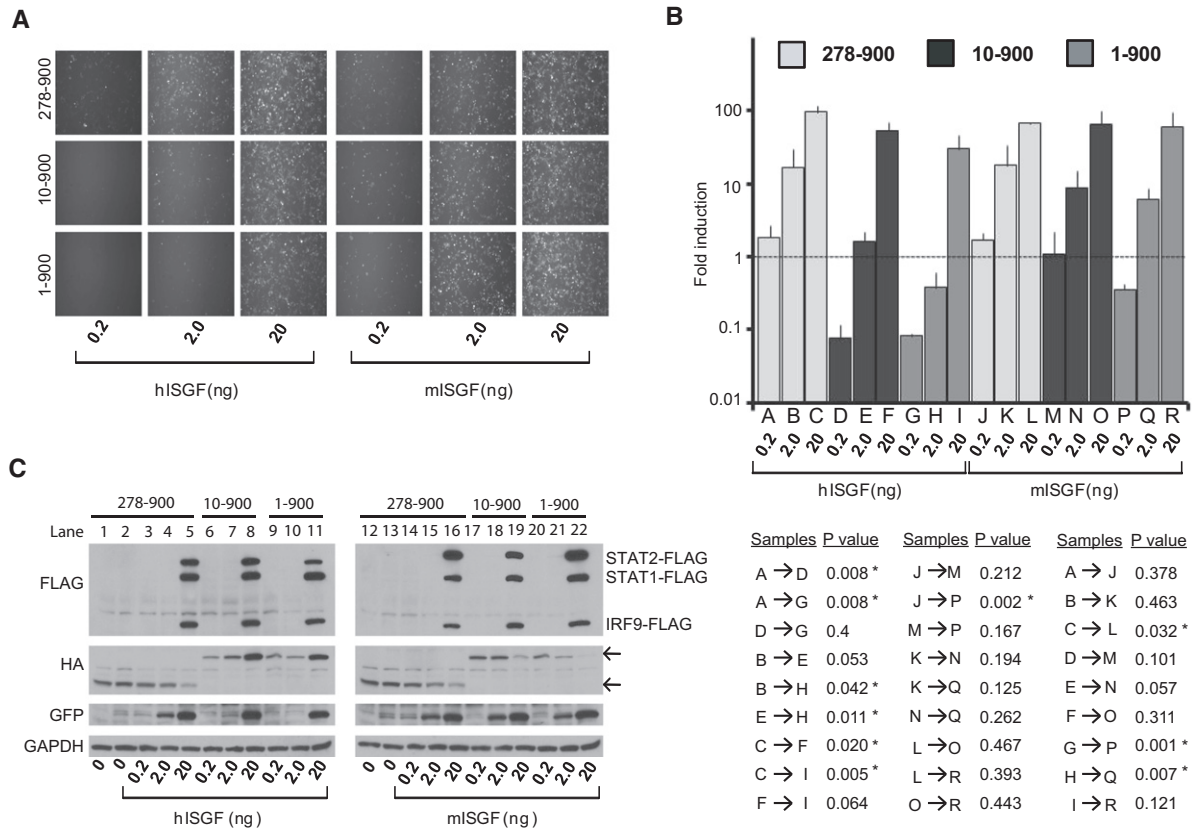 A
278-900
10-900
1-900
0.2 2.0 20 0.2 2.0 20
hISGF(ng) mISGF(ng)
B
278-900 10-900 1-900
Fold induction
100
10
1
0.1
0.01
A B C D E F G H I J K L M N O P Q R
0.2 2.0 20 0.2 2.0 20 0.2 2.0 20 0.2 2.0 20 0.2 2.0 20 0.2 2.0 20
hISGF(ng) mISGF(ng)
C
278-900 10-900 1-900 278-900 10-900 1-900
Lane 1 2 3 4 5 6 7 8 9 10 11 12 13 14 15 16 17 18 19 20 21 22
FLAG
STAT2-FLAG
STAT1-FLAG
IRF9-FLAG
HA
GFP
GAPDH
0 0 0.2 2.0 20 0.2 2.0 20 0.2 2.0 20 0 0 0.2 2.0 20 0.2 2.0 20 0.2 2.0 20
hISGF (ng) mISGF (ng)
Samples P value Samples P value Samples P value
A → D 0.008 * J → M 0.212 A → J 0.378
A → G 0.008 * J → P 0.002 * B → K 0.463
D → G 0.4 M → P 0.167 C → L 0.032 *
B → E 0.053 K → N 0.194 D → M 0.101
B → H 0.042 * K → Q 0.125 E → N 0.057
E → H 0.011 * N → Q 0.262 F → O 0.311
C → F 0.020 * L → O 0.467 G → P 0.001 *
C → I 0.005 * L → R 0.393 H → Q 0.007 *
F → I 0.064 O → R 0.443 I → R 0.121